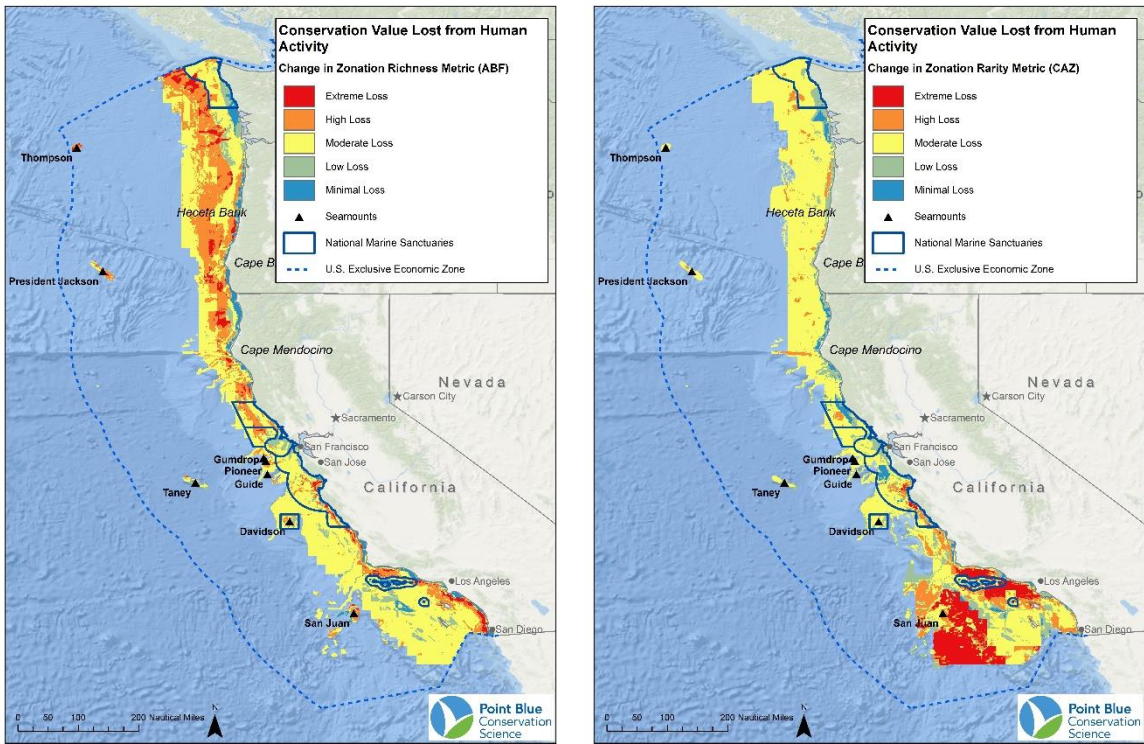 Conservation Value Lost from Human
Activity
Change in Zonation Richness Metric (ABF)
Extreme Loss
High Loss
Moderate Loss
Low Loss
Minimal Loss
Seamounts
National Marine Sanctuaries
U.S. Exclusive Economic Zone
Thompson
Heceta Bank
Cape B
President Jackson
Cape Mendocino
Nevada
Carson City
Sacramento
San Francisco
Gumdrop
Pioneer
San Jose
Guide
California
Taney
Davidson
Los Angeles
San Juan
San Diego
0 50 100 200 Nautical Miles
N
Point Blue
Conservation
Science
Conservation Value Lost from Human
Activity
Change in Zonation Rarity Metric (CAZ)
Extreme Loss
High Loss
Moderate Loss
Low Loss
Minimal Loss
Seamounts
National Marine Sanctuaries
U.S. Exclusive Economic Zone
Thompson
Heceta Bank
Cape B
President Jackson
Cape Mendocino
Nevada
Carson City
Sacramento
San Francisco
Gumdrop
Pioneer
San Jose
Guide
California
Taney
Davidson
Los Angeles
San Juan
San Diego
0 50 100 200 Nautical Miles
N
Point Blue
Conservation
Science